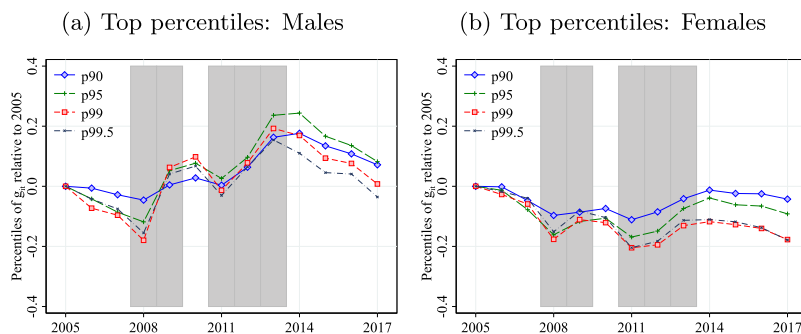 (a) Top percentiles: Males
Percentiles of g_it relative to 2005
0.4
0.2
0.0
-0.2
-0.4
p90
p95
p99
p99.5
2005 2008 2011 2014 2017
(b) Top percentiles: Females
Percentiles of g_it relative to 2005
0.4
0.2
0.0
-0.2
-0.4
p90
p95
p99
p99.5
2005 2008 2011 2014 2017